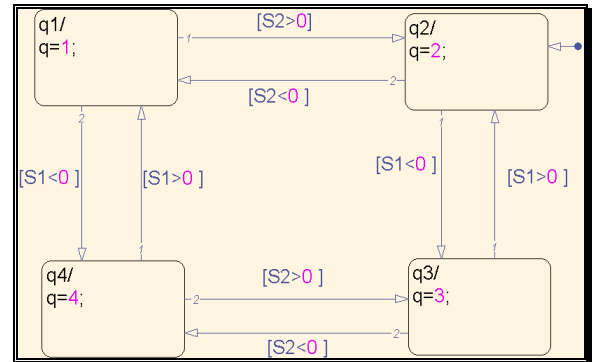 q1/
q=1;
1
[S2>0]
q2/
q=2;
2
[S2<0 ]
2
1
[S1<0 ]
[S1>0 ]
[S1<0 ]
[S1>0 ]
1
1
q4/
q=4;
[S2>0 ]
2
q3/
q=3;
2
[S2<0 ]